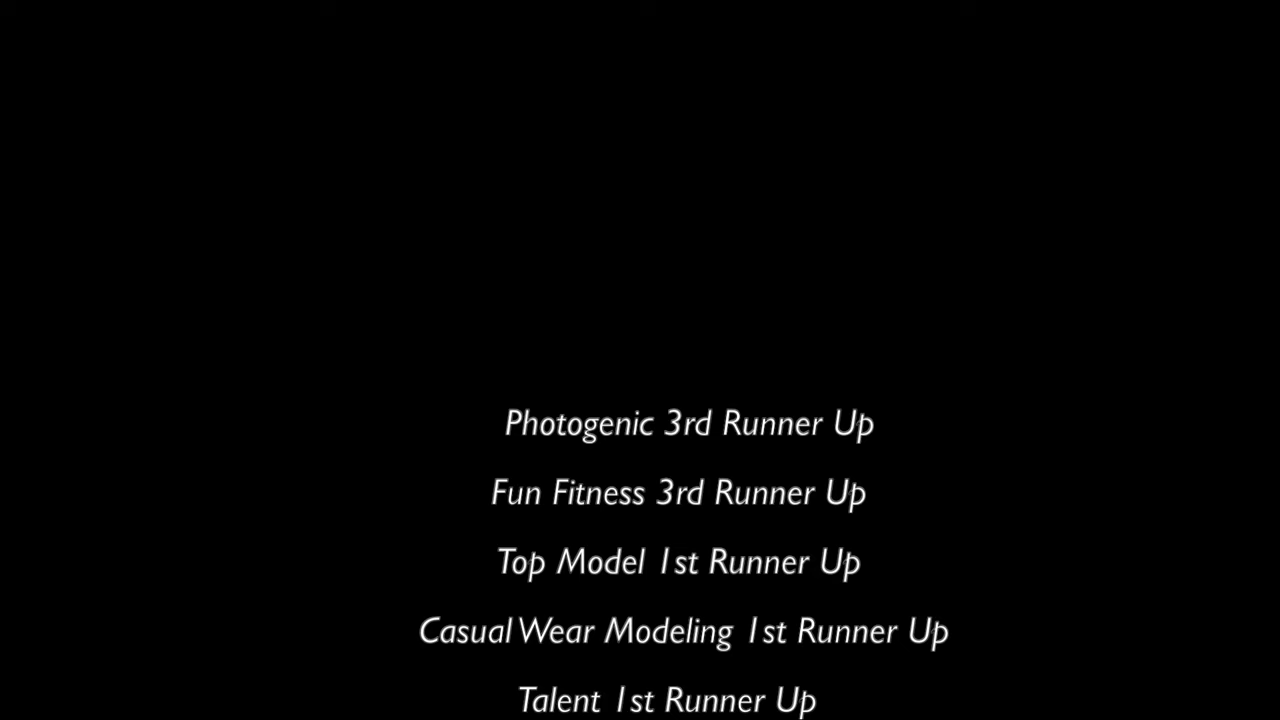 Photogenic 3rd Runner Up
Fun Fitness 3rd Runner Up
Top Model 1st Runner Up
Casual Wear Modeling 1st Runner Up
Talent 1st Runner Up